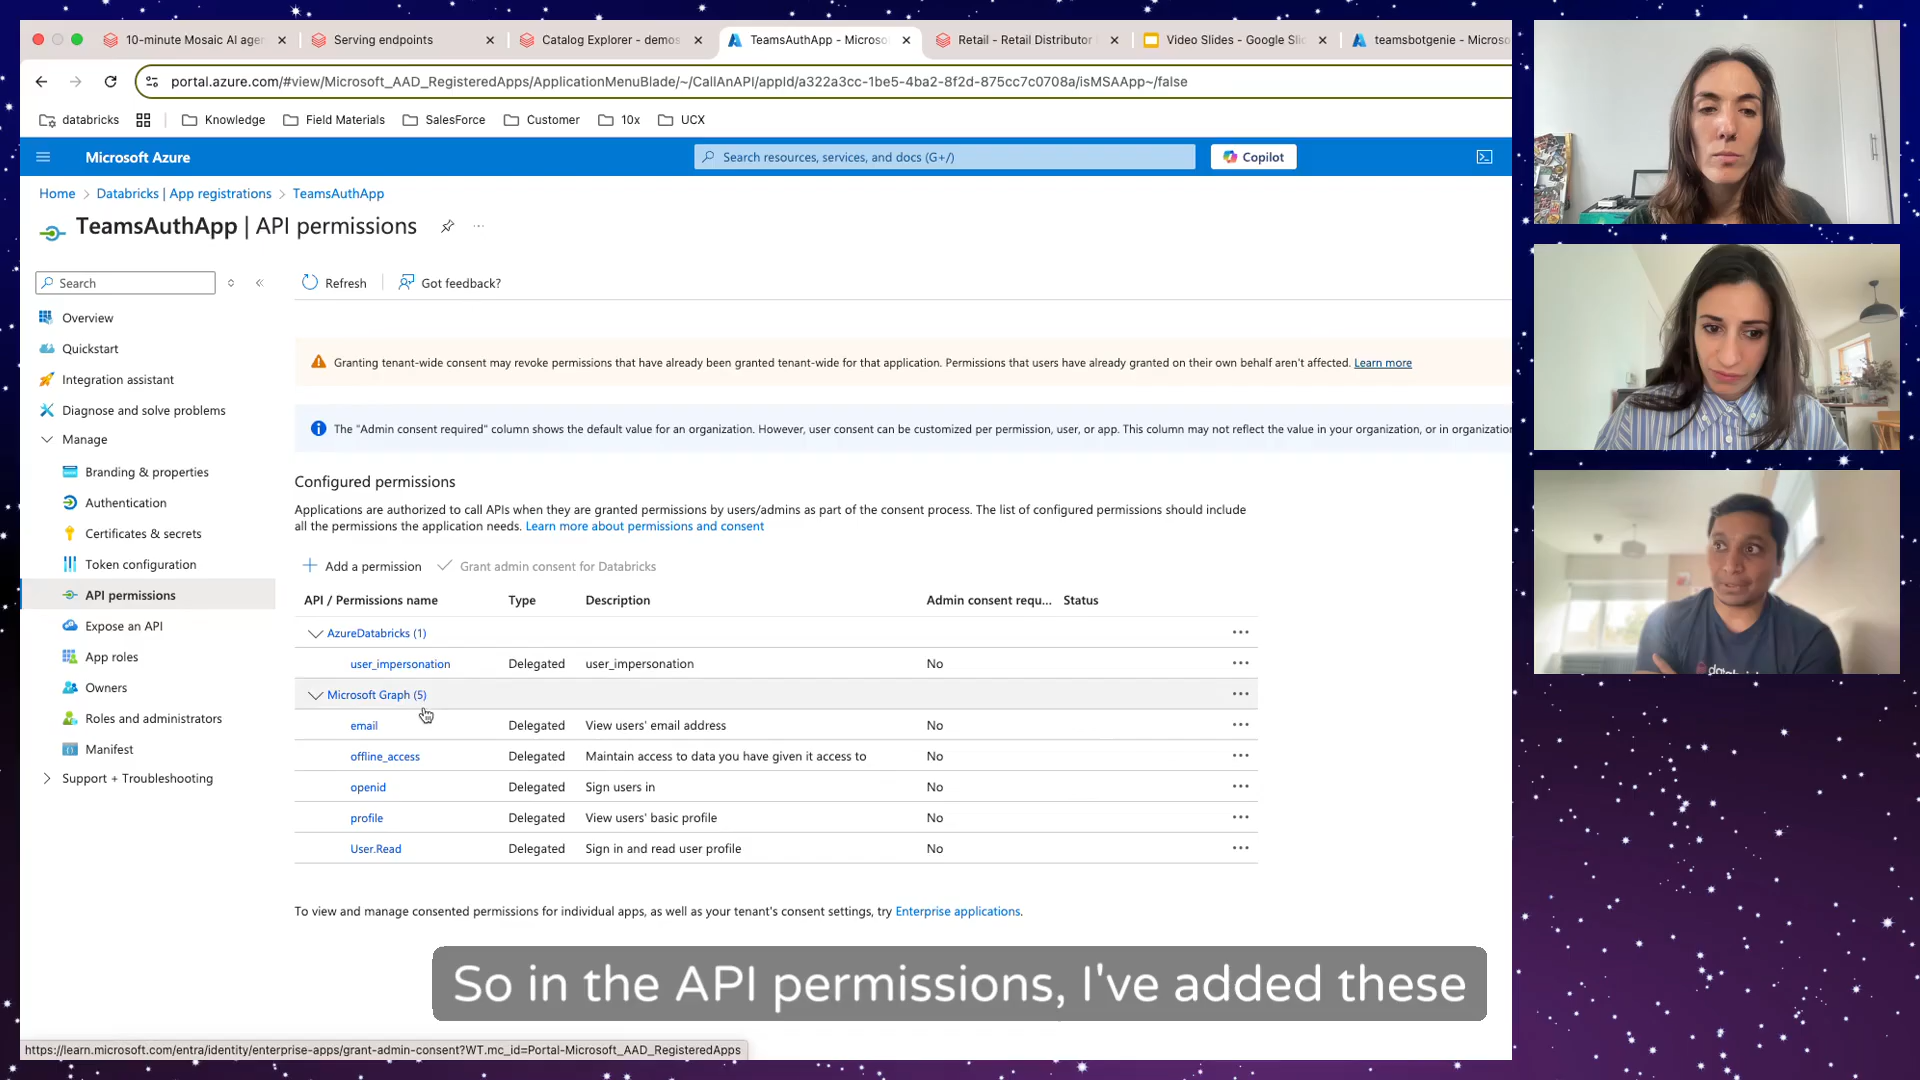 10-minute Mosaic AI agen
Serving endpoints
Catalog Explorer - demos
TeamsAuthApp - Microso
Retail - Retail Distributor
Video Slides - Google Slid
teamsbotgenie - Microso
portal.azure.com/#view/Microsoft_AAD_RegisteredApps/ApplicationMenuBlade/~/CallAnAPI/appId/a322a3cc-1be5-4ba2-8f2d-875cc7c0708a/isMSAApp~/false
databricks
Knowledge
Field Materials
SalesForce
Customer
10x
UCX
Microsoft Azure
Search resources, services, and docs (G+/)
Copilot
Home > Databricks | App registrations > TeamsAuthApp
TeamsAuthApp | API permissions
Search
Refresh
Got feedback?
Overview
Quickstart
Integration assistant
Diagnose and solve problems
Manage
Branding & properties
Authentication
Certificates & secrets
Token configuration
API permissions
Expose an API
App roles
Owners
Roles and administrators
Manifest
Support + Troubleshooting
Granting tenant-wide consent may revoke permissions that have already been granted tenant-wide for that application. Permissions that users have already granted on their own behalf aren't affected. Learn more
The "Admin consent required" column shows the default value for an organization. However, user consent can be customized per permission, user, or app. This column may not reflect the value in your organization, or in organization
Configured permissions
Applications are authorized to call APIs when they are granted permissions by users/admins as part of the consent process. The list of configured permissions should include
all the permissions the application needs. Learn more about permissions and consent
Add a permission
Grant admin consent for Databricks
API / Permissions name Type Description Admin consent requ... Status
AzureDatabricks (1)
user_impersonation Delegated user_impersonation No
Microsoft Graph (5)
email Delegated View users' email address No
offline_access Delegated Maintain access to data you have given it access to No
openid Delegated Sign users in No
profile Delegated View users' basic profile No
User.Read Delegated Sign in and read user profile No
To view and manage consented permissions for individual apps, as well as your tenant's consent settings, try Enterprise applications.
So in the API permissions, I've added these
https://learn.microsoft.com/entra/identity/enterprise-apps/grant-admin-consent?WT.mc_id=Portal-Microsoft_AAD_RegisteredApps